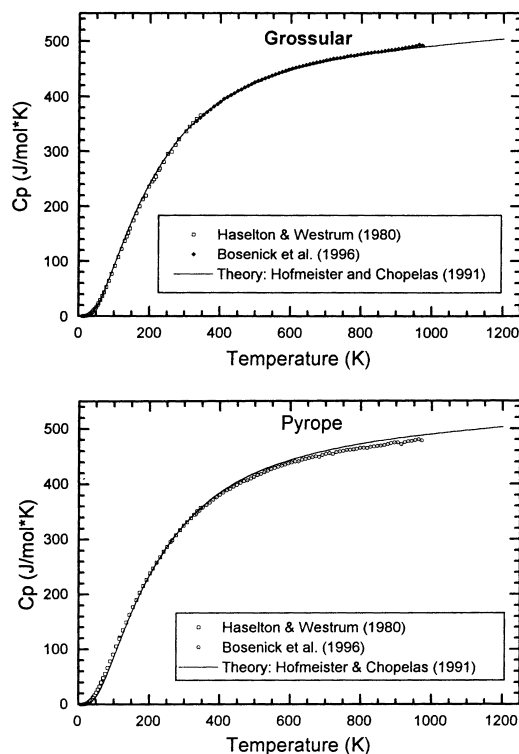 500
400
300
200
100
0
Cp (J/mol*K)
Grossular
Haselton & Westrum (1980)
Bosenick et al. (1996)
Theory: Hofmeister and Chopelas (1991)
0 200 400 600 800 1000 1200
Temperature (K)
500
400
300
200
100
0
Cp (J/mol*K)
Pyrope
Haselton & Westrum (1980)
Bosenick et al. (1996)
Theory: Hofmeister & Chopelas (1991)
0 200 400 600 800 1000 1200
Temperature (K)